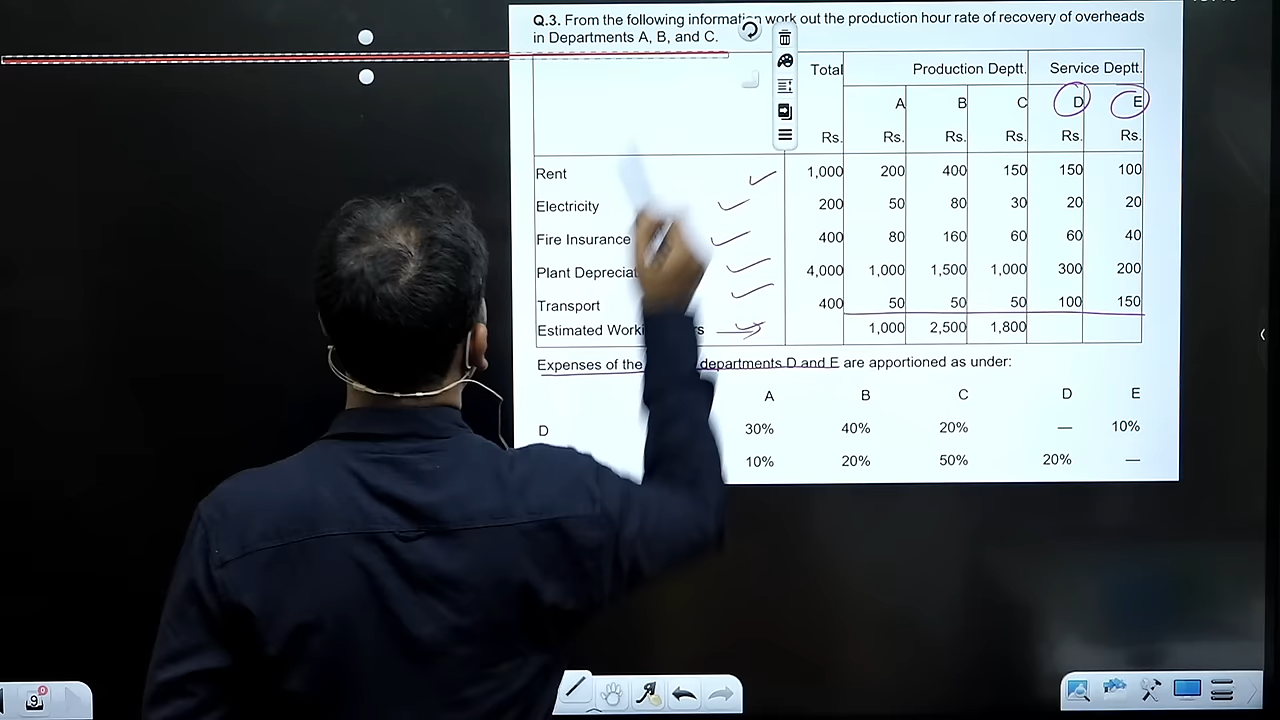 Q.3. From the following information work out the production hour rate of recovery of overheads
in Departments A, B, and C.
Total Production Deptt. Service Deptt.
A B C D E
Rs. Rs. Rs. Rs. Rs. Rs.
Rent 1,000 200 400 150 150 100
Electricity 200 50 80 30 20 20
Fire Insurance 400 80 160 60 60 40
Plant Depreciat 4,000 1,000 1,500 1,000 300 200
Transport 400 50 50 50 100 150
Estimated Worki rs 1,000 2,500 1,800
Expenses of the departments D and E are apportioned as under:
A B C D E
D 30% 40% 20% — 10%
10% 20% 50% 20% —
9